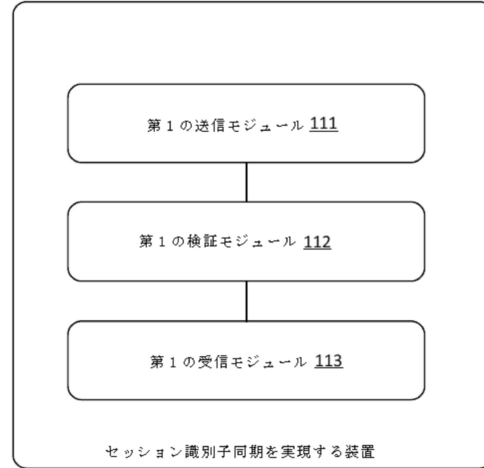 第１の送信モジュール 111
第１の検証モジュール 112
第１の受信モジュール 113
セッション識別子同期を実現する装置